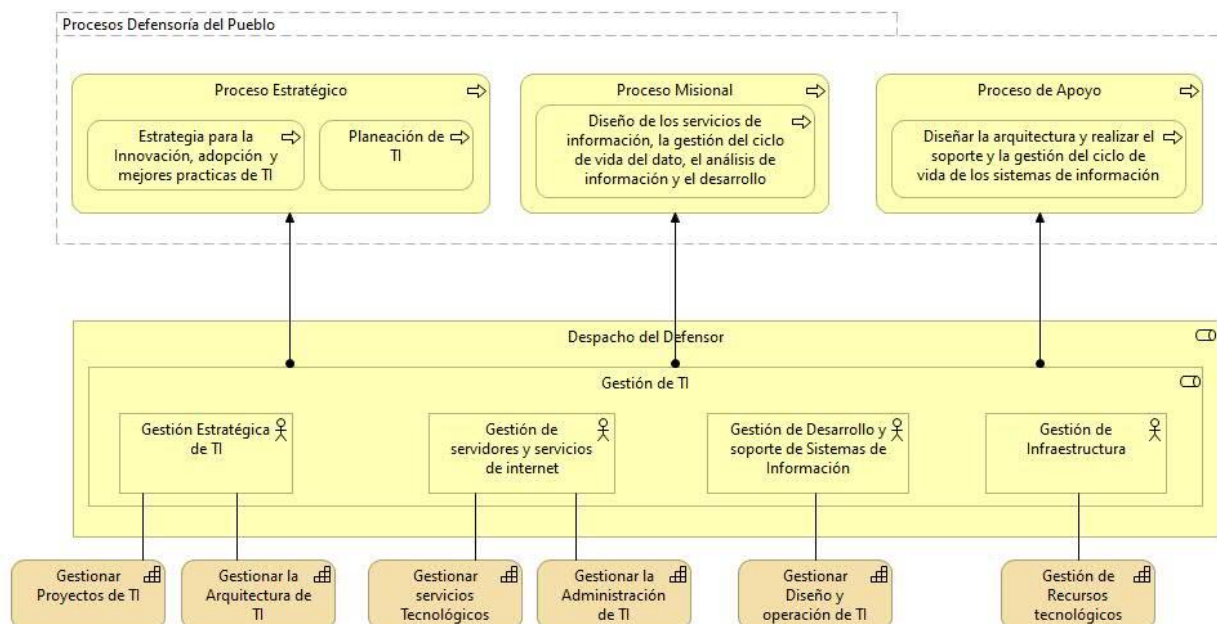 Procesos Defensoría del Pueblo
Proceso Estratégico
Estrategia para la
Innovación, adopción y
mejores practicas de TI
Planeación de
TI
Proceso Misional
Diseño de los servicios de
información, la gestión del ciclo
de vida del dato, el análisis de
información y el desarrollo
Proceso de Apoyo
Diseñar la arquitectura y realizar el
soporte y la gestión del ciclo de
vida de los sistemas de información
Despacho del Defensor
Gestión de TI
Gestión Estratégica
de TI
Gestión de
servidores y servicios
de internet
Gestión de Desarrollo y
soporte de Sistemas de
Información
Gestión de
Infraestructura
Gestionar
Proyectos de TI
Gestionar la
Arquitectura de
TI
Gestionar
servicios
Tecnológicos
Gestionar la
Administración
de TI
Gestionar
Diseño y
operación de TI
Gestión de
Recursos
tecnológicos